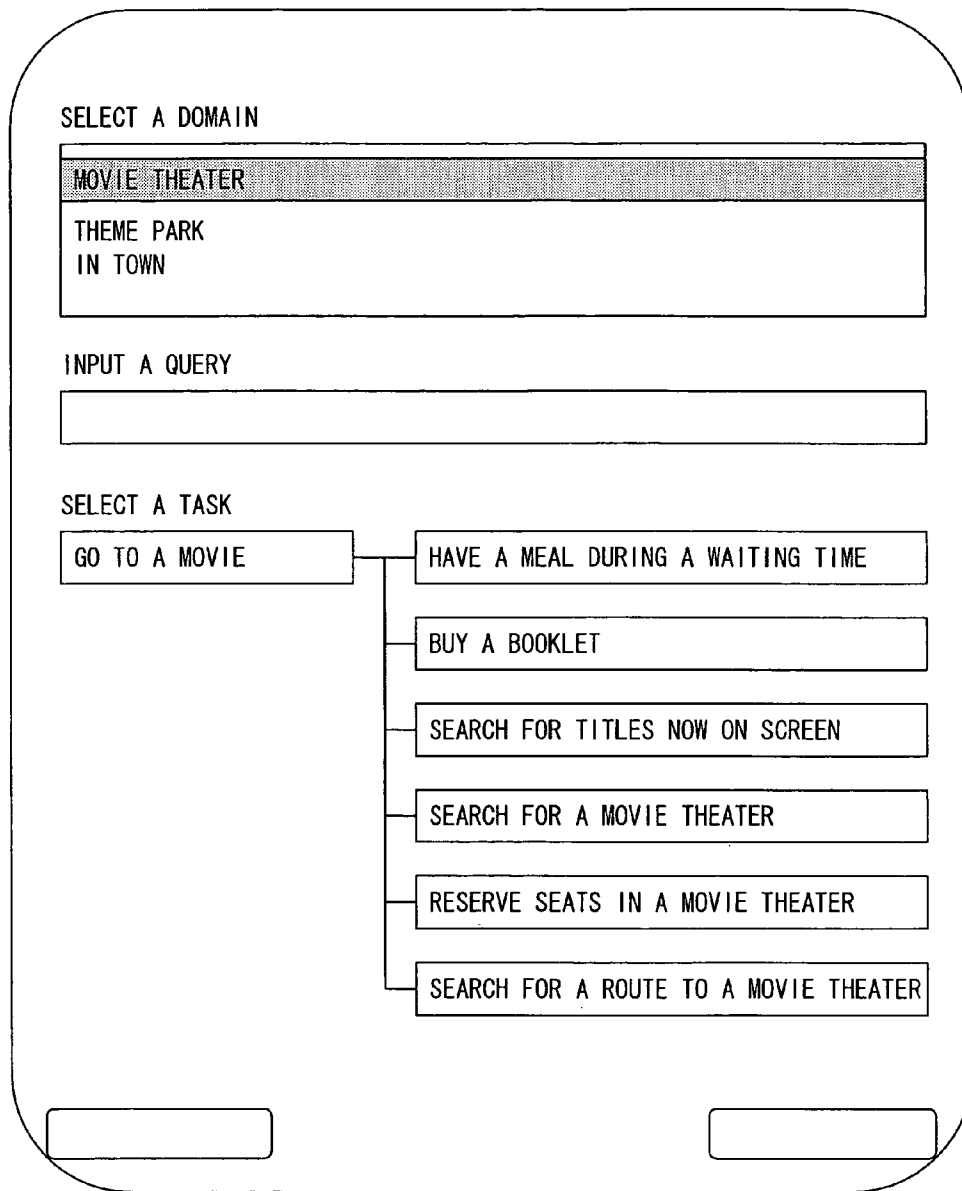 SELECT A DOMAIN
MOVIE THEATER
THEME PARK
IN TOWN
INPUT A QUERY
SELECT A TASK
GO TO A MOVIE
HAVE A MEAL DURING A WAITING TIME
BUY A BOOKLET
SEARCH FOR TITLES NOW ON SCREEN
SEARCH FOR A MOVIE THEATER
RESERVE SEATS IN A MOVIE THEATER
SEARCH FOR A ROUTE TO A MOVIE THEATER